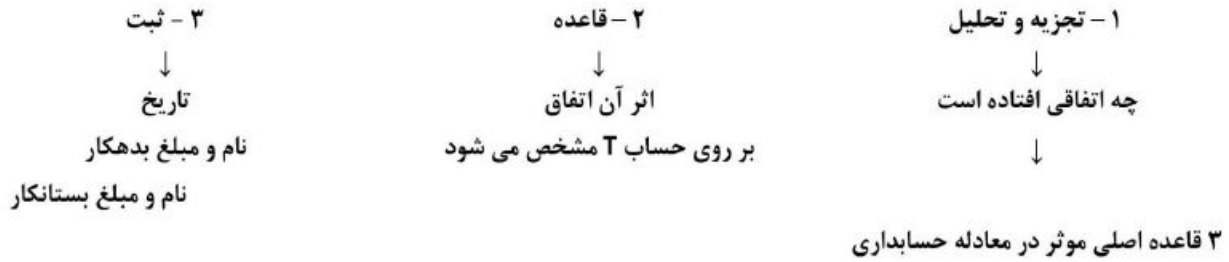 ۱ – تجزیه و تحلیل
↓
چه اتفاقی افتاده است
↓
۳ قاعده اصلی موثر در معادله حسابداری
۲ – قاعده
↓
اثر آن اتفاق
بر روی حساب T مشخص می شود
۳ - ثبت
↓
تاریخ
نام و مبلغ بدهکار
نام و مبلغ بستانکار